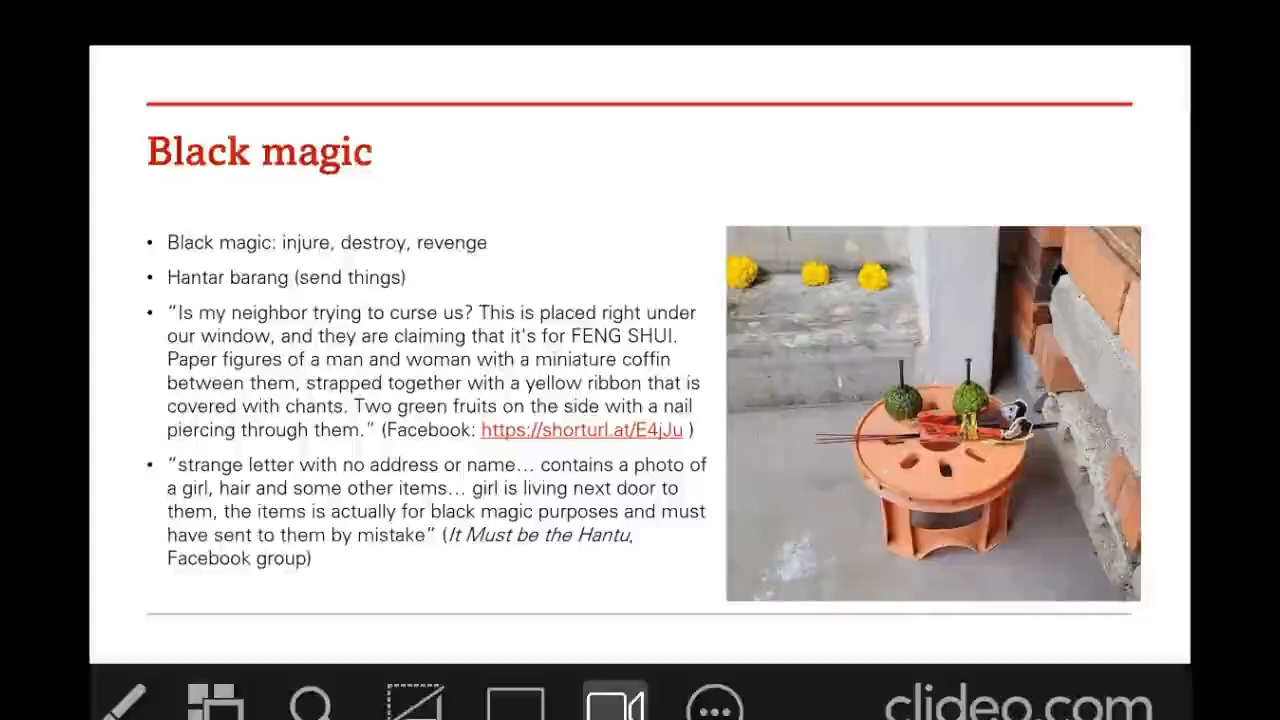 Black magic
• Black magic: injure, destroy, revenge
• Hantar barang (send things)
• “Is my neighbor trying to curse us? This is placed right under
our window, and they are claiming that it's for FENG SHUI.
Paper figures of a man and woman with a miniature coffin
between them, strapped together with a yellow ribbon that is
covered with chants. Two green fruits on the side with a nail
piercing through them.” (Facebook: https://shorturl.at/E4jJu )
• “strange letter with no address or name… contains a photo of
a girl, hair and some other items… girl is living next door to
them, the items is actually for black magic purposes and must
have sent to them by mistake” (It Must be the Hantu,
Facebook group)
clideo.com